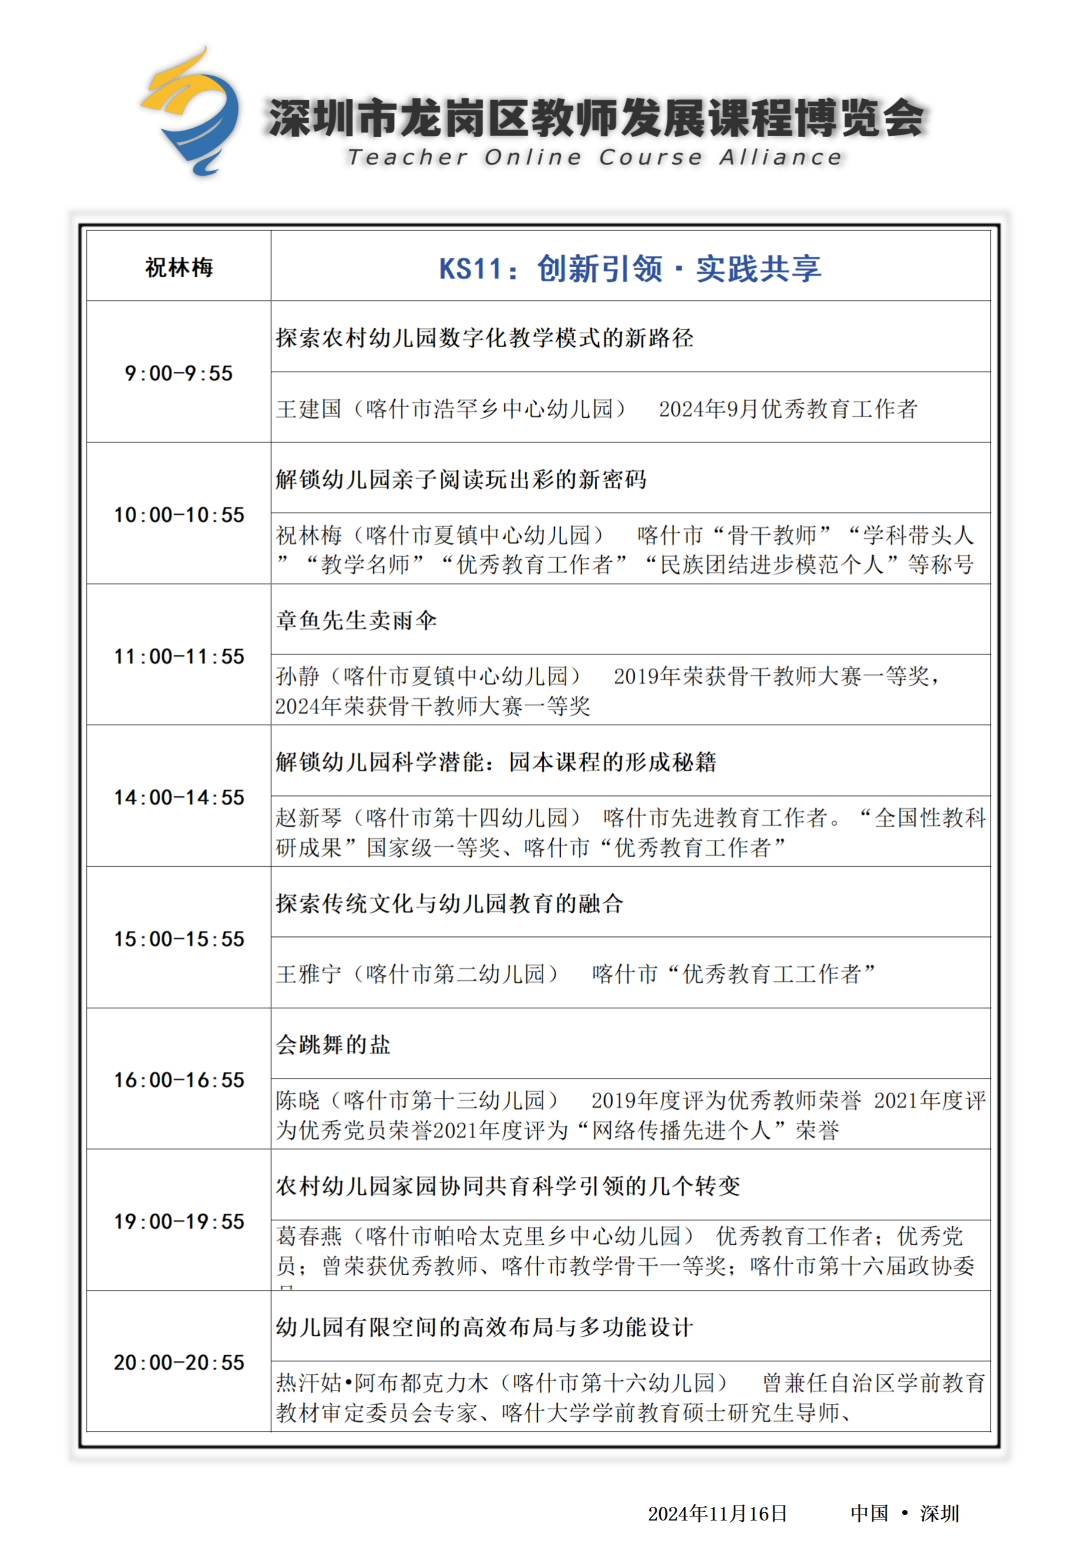 深圳市龙岗区教师发展课程博览会
Teacher Online Course Alliance
祝林梅
KS11：创新引领·实践共享
9:00-9:55
探索农村幼儿园数字化教学模式的新路径
王建国（喀什市浩罕乡中心幼儿园） 2024年9月优秀教育工作者
10:00-10:55
解锁幼儿园亲子阅读玩出彩的新密码
祝林梅（喀什市夏镇中心幼儿园） 喀什市“骨干教师”“学科带头人
”“教学名师”“优秀教育工作者”“民族团结进步模范个人”等称号
11:00-11:55
章鱼先生卖雨伞
孙静（喀什市夏镇中心幼儿园） 2019年荣获骨干教师大赛一等奖，
2024年荣获骨干教师大赛一等奖
14:00-14:55
解锁幼儿园科学潜能：园本课程的形成秘籍
赵新琴（喀什市第十四幼儿园） 喀什市先进教育工作者。“全国性教科
研成果”国家级一等奖、喀什市“优秀教育工作者”
15:00-15:55
探索传统文化与幼儿园教育的融合
王雅宁（喀什市第二幼儿园） 喀什市“优秀教育工工作者”
16:00-16:55
会跳舞的盐
陈晓（喀什市第十三幼儿园） 2019年度评为优秀教师荣誉 2021年度评
为优秀党员荣誉2021年度评为“网络传播先进个人”荣誉
19:00-19:55
农村幼儿园家园协同共育科学引领的几个转变
葛春燕（喀什市帕哈太克里乡中心幼儿园） 优秀教育工作者；优秀党
员；曾荣获优秀教师、喀什市教学骨干一等奖；喀什市第十六届政协委
20:00-20:55
幼儿园有限空间的高效布局与多功能设计
热汗姑•阿布都克力木（喀什市第十六幼儿园） 曾兼任自治区学前教育
教材审定委员会专家、喀什大学学前教育硕士研究生导师、
2024年11月16日 中国 • 深圳